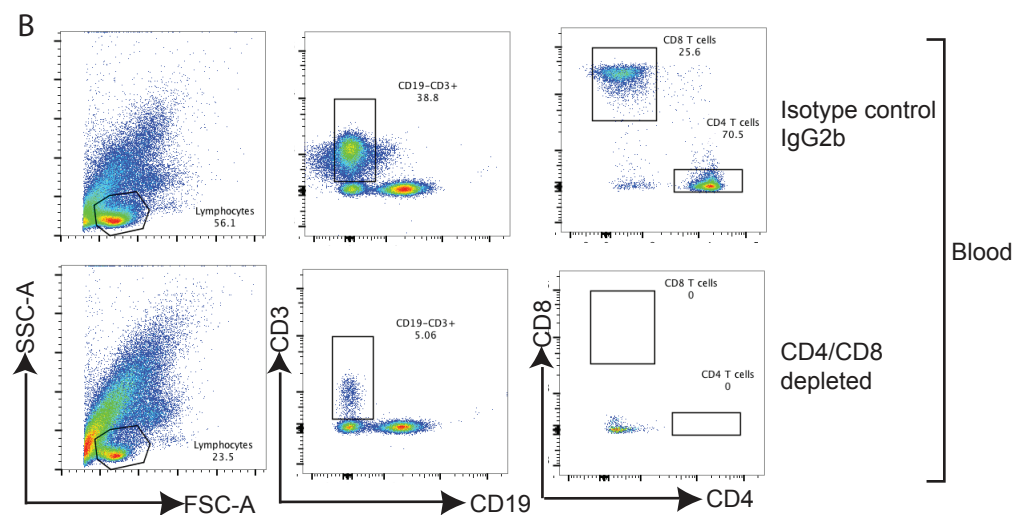 B
CD8 T cells
25.6
CD19-CD3+
38.8
CD4 T cells
70.5
Lymphocytes
56.1
Isotype control
IgG2b
Blood
CD8 T cells
0
CD19-CD3+
5.06
CD4 T cells
0
Lymphocytes
23.5
CD4/CD8
depleted
SSC-A
FSC-A
CD3
CD19
CD8
CD4